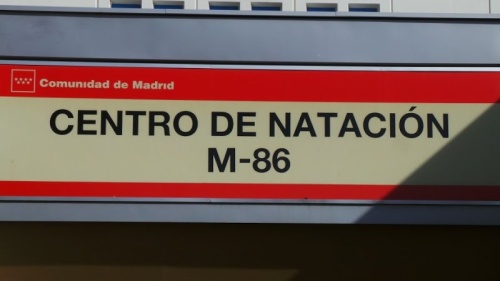 Comunidad de Madrid
CENTRO DE NATACIÓN
M-86